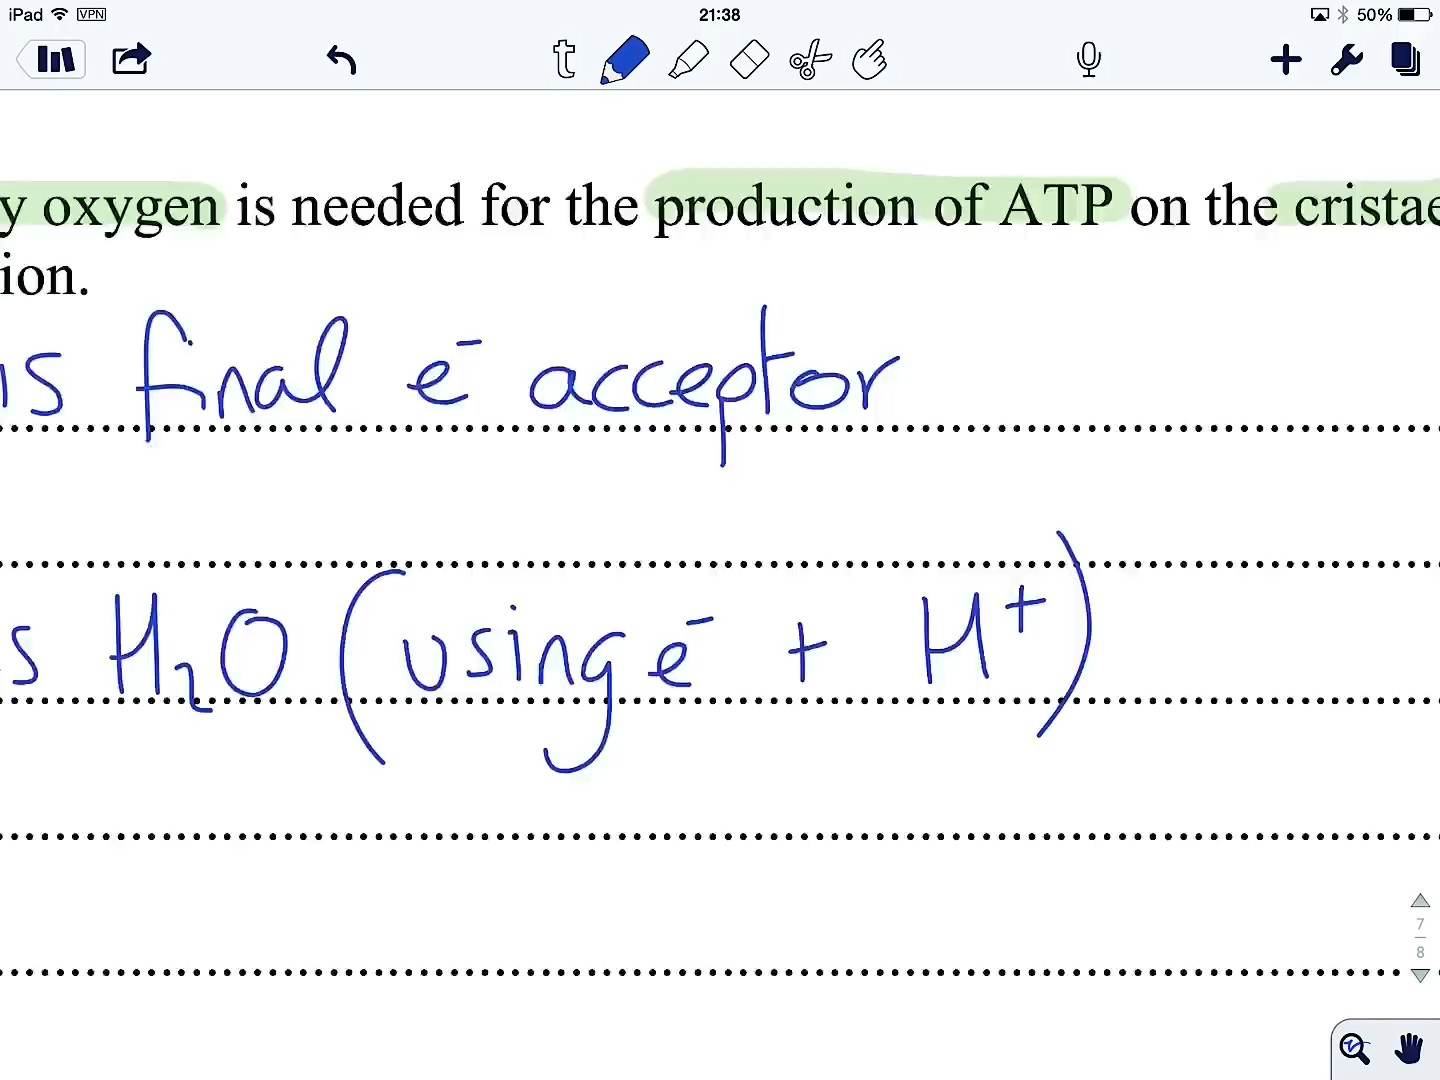 iPad VPN 21:38 50%
t
y oxygen is needed for the production of ATP on the cristae
ion.
is final e⁻ acceptor
s H₂O (using e⁻ + H⁺)
7
8